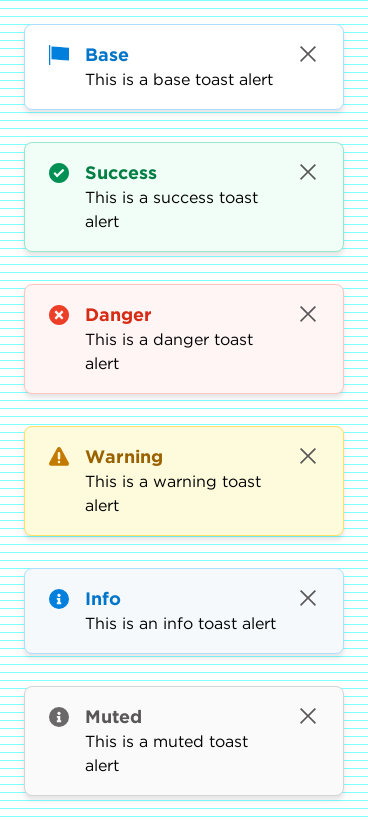 Base
This is a base toast alert
Success
This is a success toast
alert
Danger
This is a danger toast
alert
Warning
This is a warning toast
alert
Info
This is an info toast alert
Muted
This is a muted toast
alert